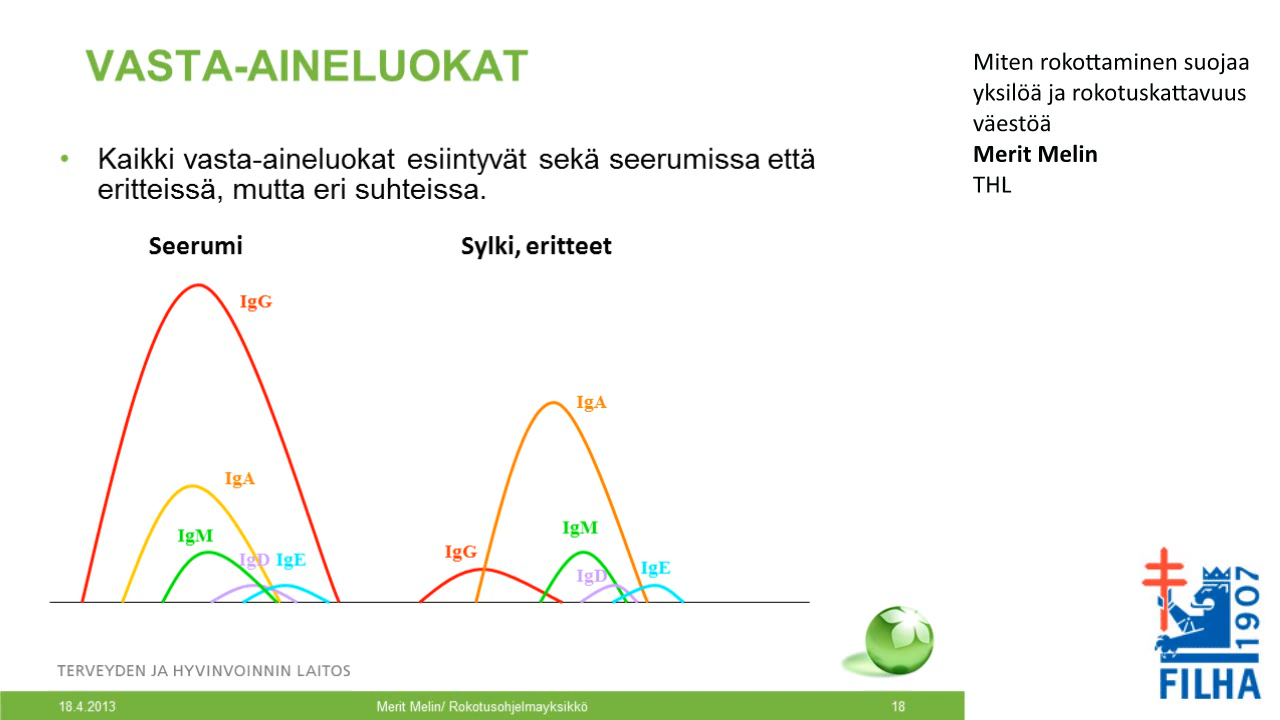 VASTA-AINELUOKAT
• Kaikki vasta-aineluokat esiintyvät sekä seerumissa että
eritteissä, mutta eri suhteissa.
Seerumi
Sylki, eritteet
IgG
IgA
IgM
IgD
IgE
IgA
IgM
IgG
IgD
IgE
TERVEYDEN JA HYVINVOINNIN LAITOS
18.4.2013
Merit Melin/ Rokotusohjelmayksikkö
18
Miten rokottaminen suojaa
yksilöä ja rokotuskattavuus
väestöä
Merit Melin
THL
1907
FILHA